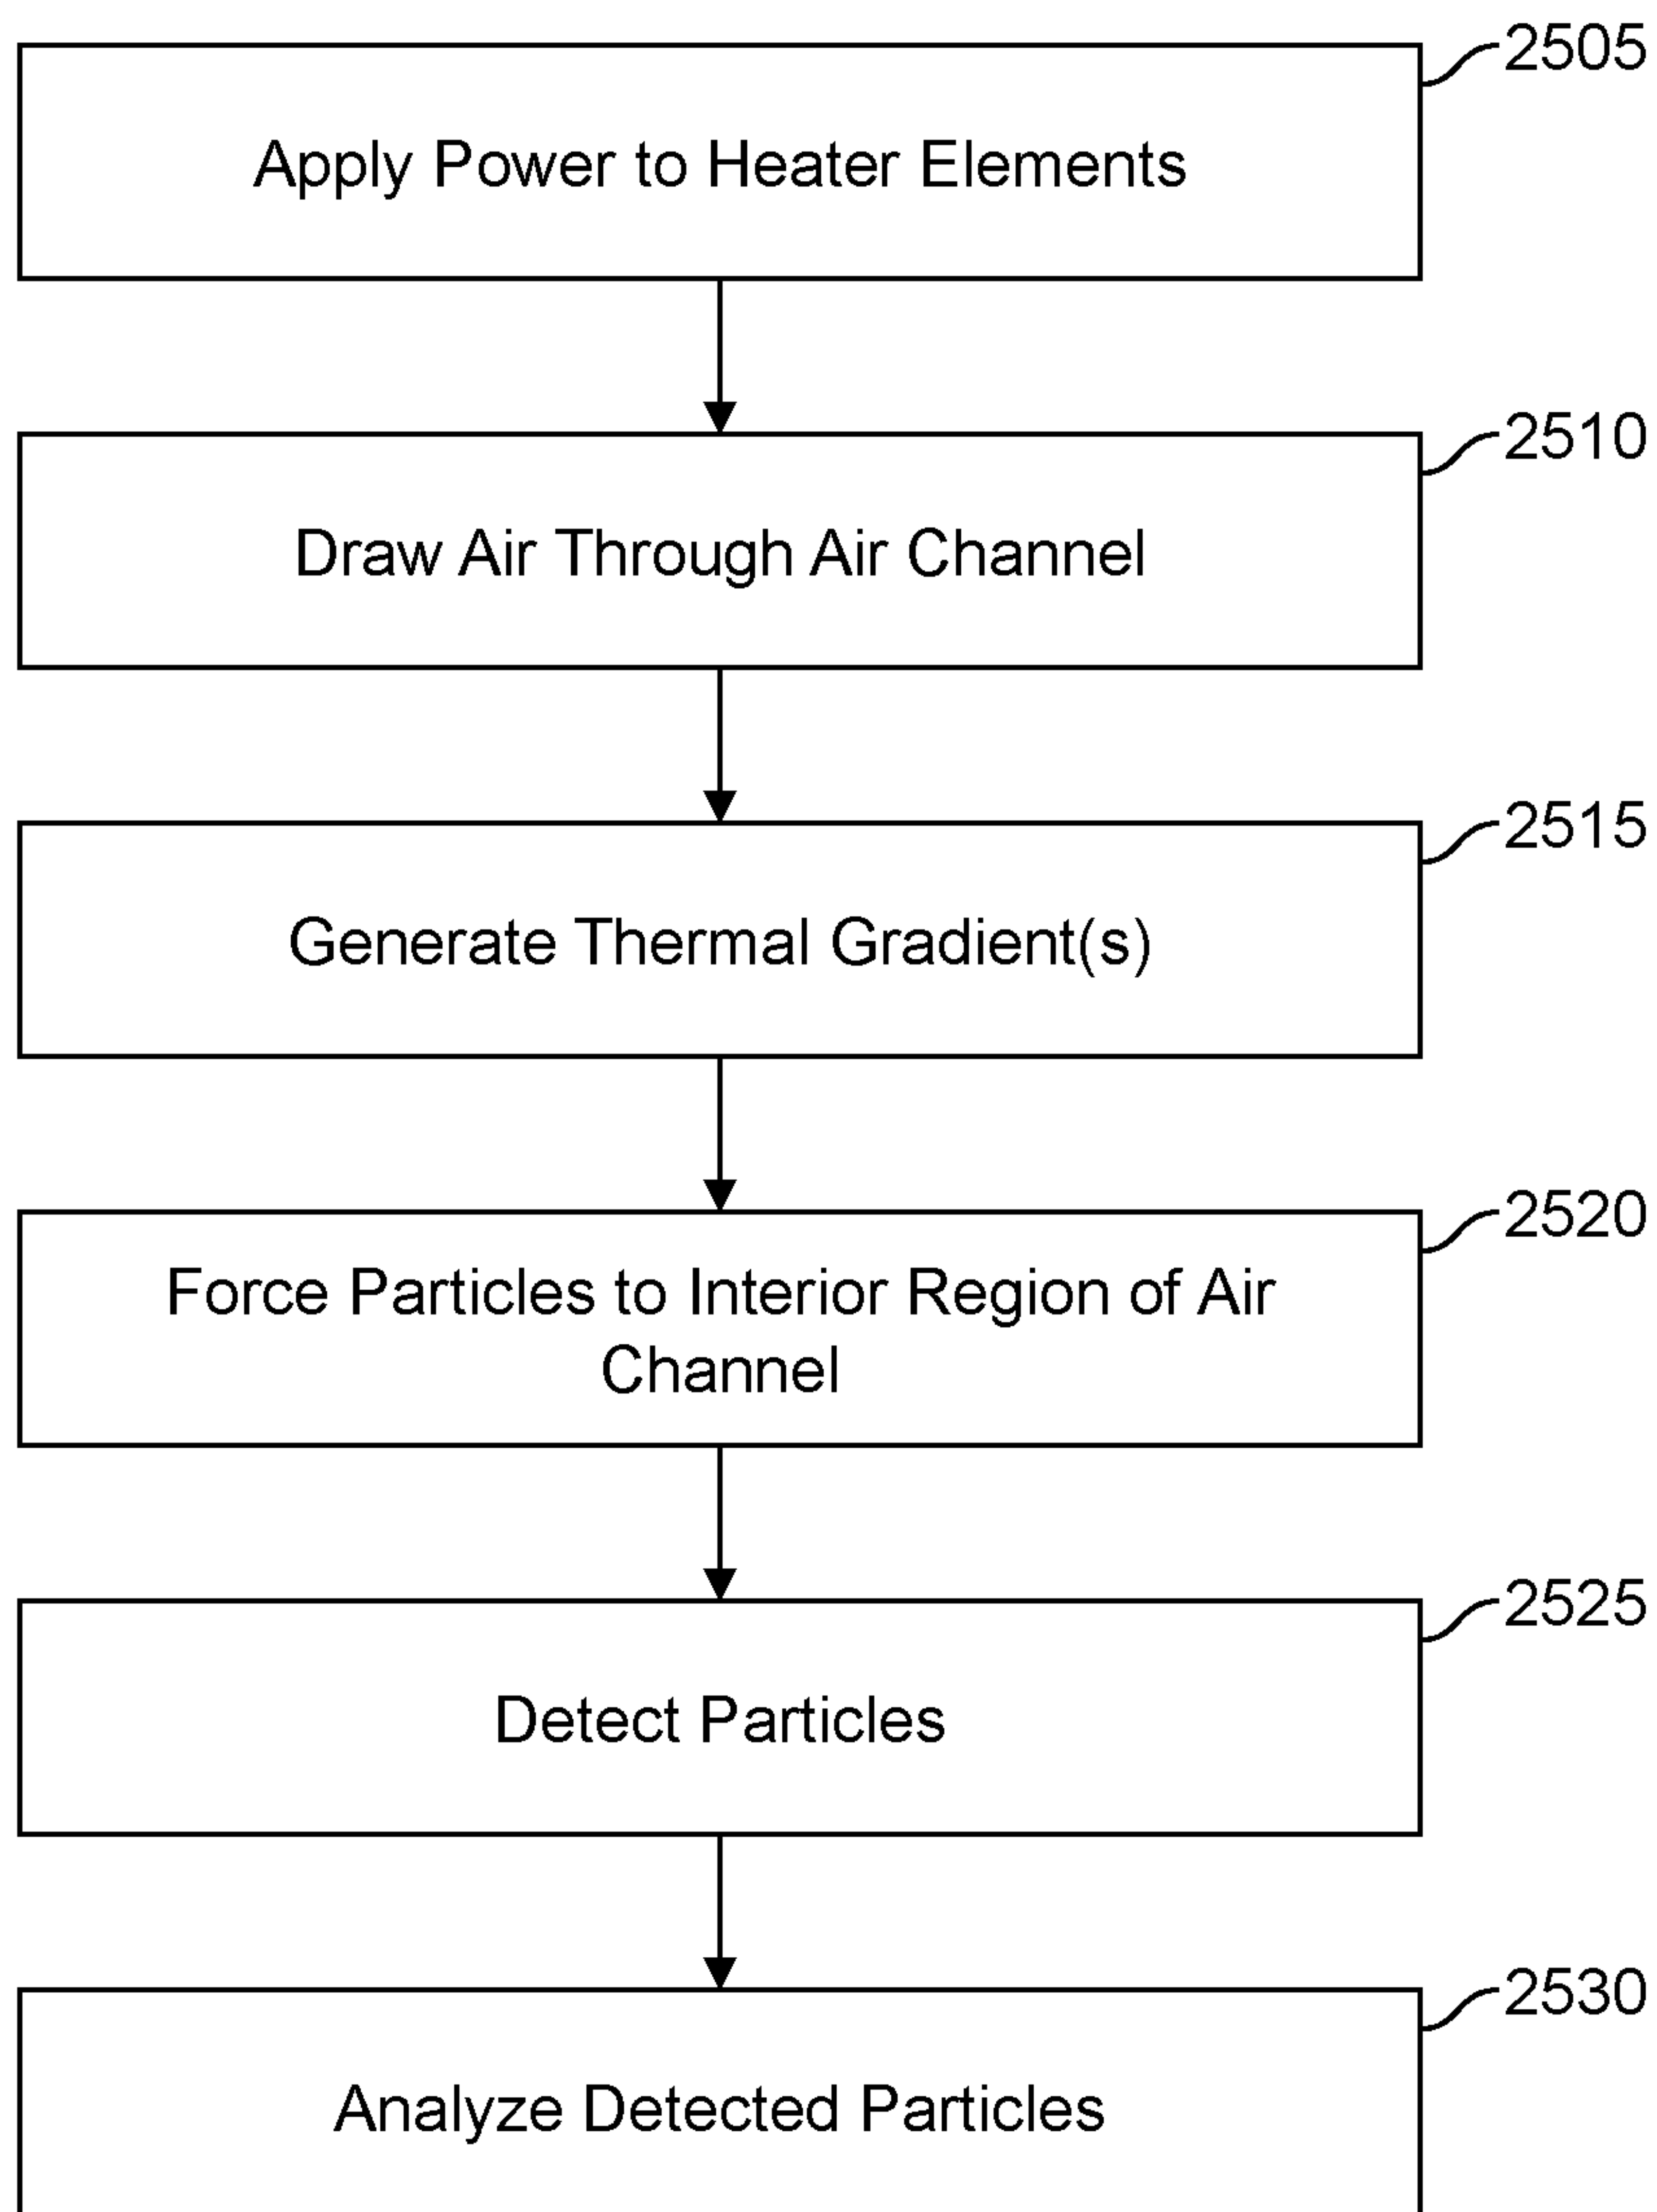 2505
Apply Power to Heater Elements
2510
Draw Air Through Air Channel
2515
Generate Thermal Gradient(s)
2520
Force Particles to Interior Region of Air
Channel
2525
Detect Particles
2530
Analyze Detected Particles